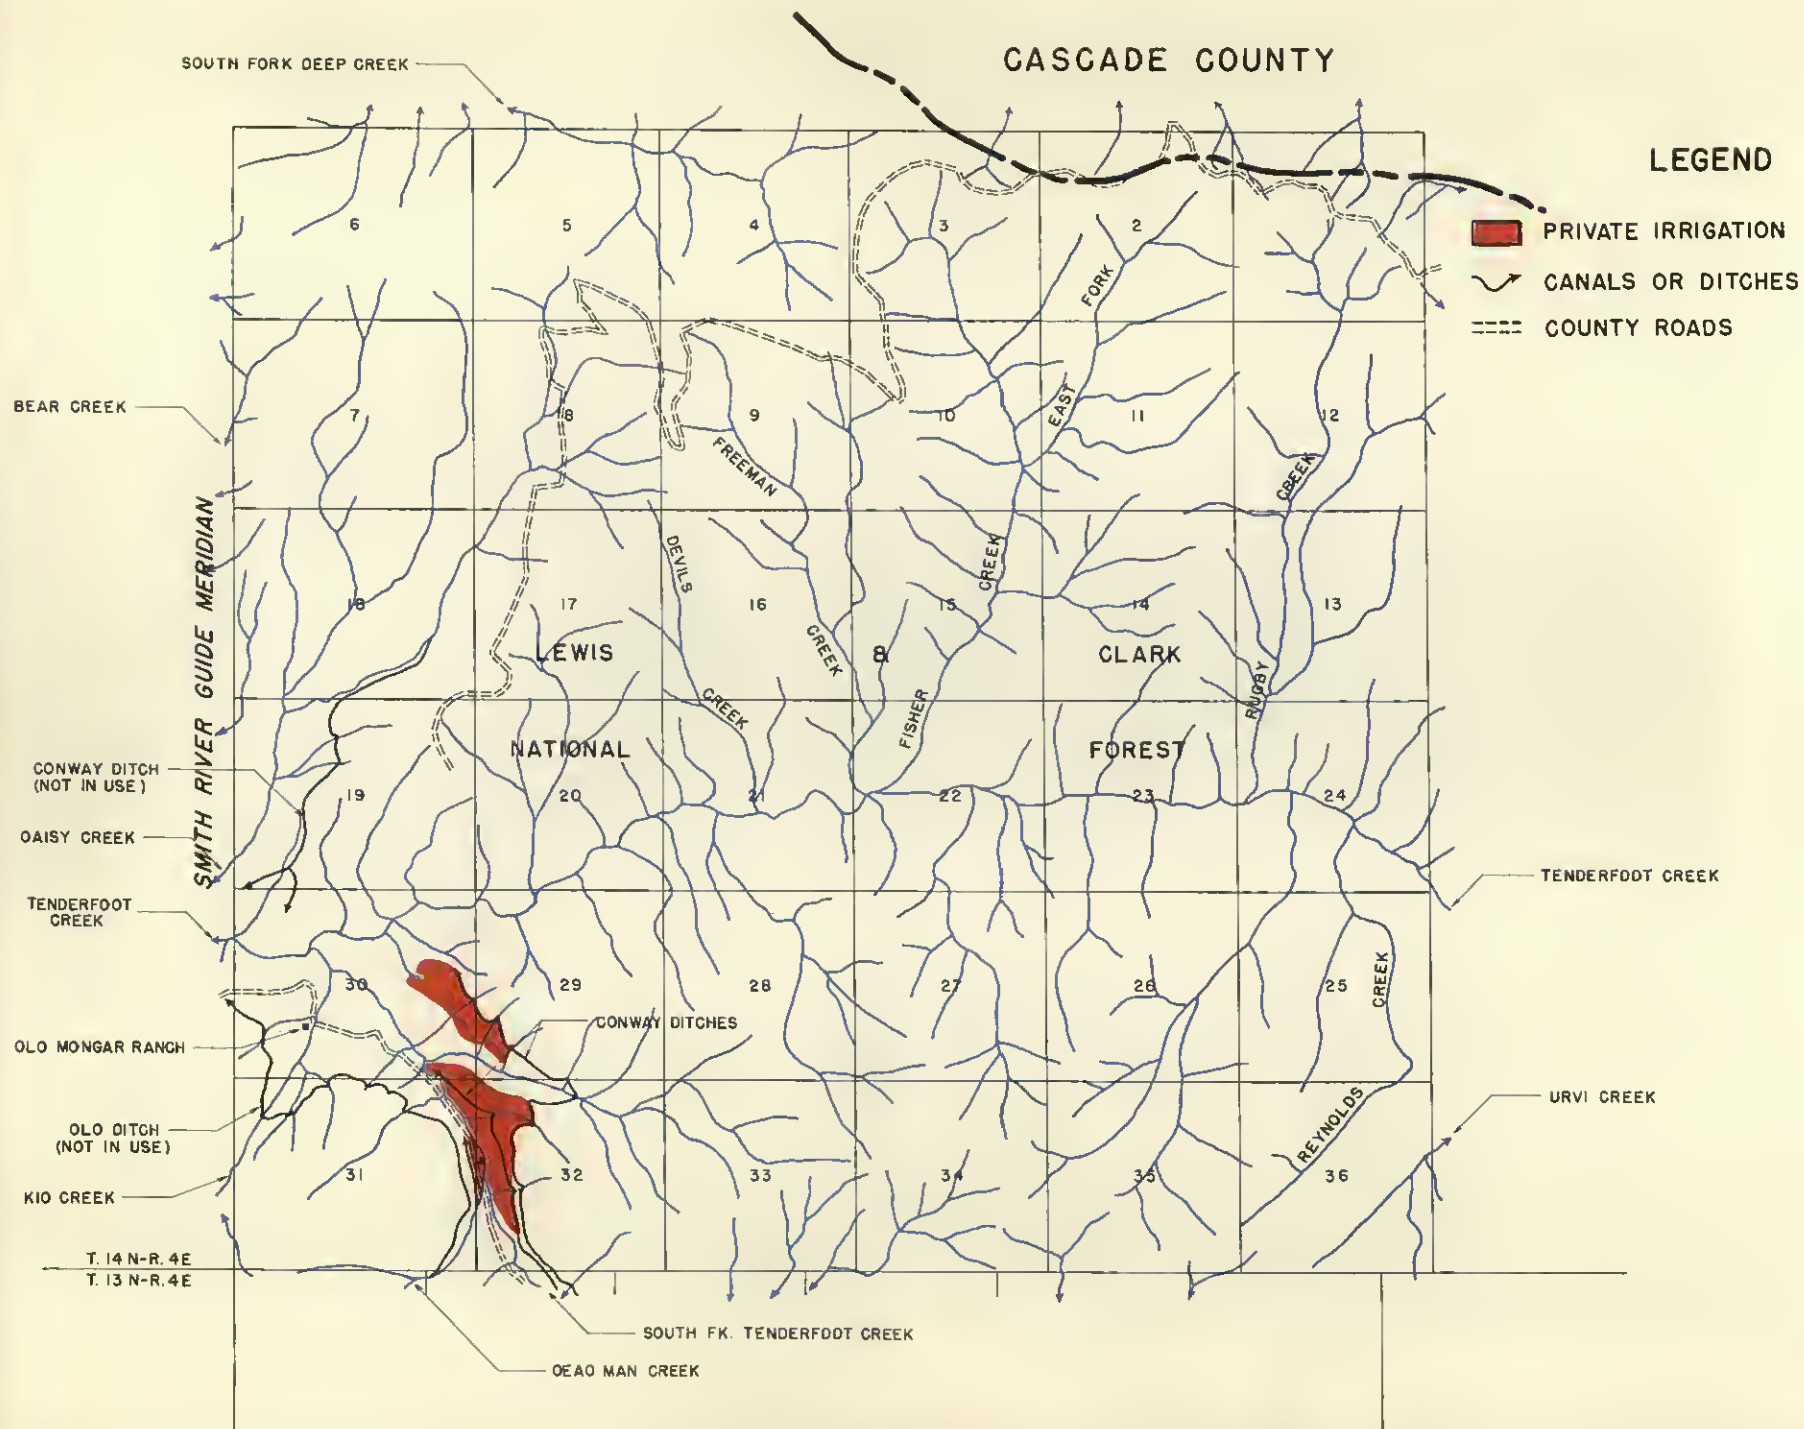 CASCADE COUNTY
SOUTH FORK DEEP CREEK
LEGEND
PRIVATE IRRIGATION
CANALS OR DITCHES
COUNTY ROADS
6
5
4
3
2
FORK
EAST
BEAR CREEK
7
8
9
10
11
12
FREEMAN
CREEK
CREEK
SMITH RIVER GUIDE MERIDIAN
DEVILS
CREEK
CREEK
18
17
16
15
14
13
LEWIS
&
CLARK
FISHER
RUGBY
NATIONAL
FOREST
CONWAY DITCH
(NOT IN USE)
19
20
21
22
23
24
OAISY CREEK
TENDERFOOT
CREEK
TENDERFOOT CREEK
30
29
28
27
26
25
CREEK
CONWAY DITCHES
OLO MONGAR RANCH
REYNOLDS
URVI CREEK
OLO DITCH
(NOT IN USE)
31
32
33
34
35
36
KIO CREEK
T. 14 N-R. 4E
T. 13 N-R. 4E
SOUTH FK. TENDERFOOT CREEK
OEAO MAN CREEK